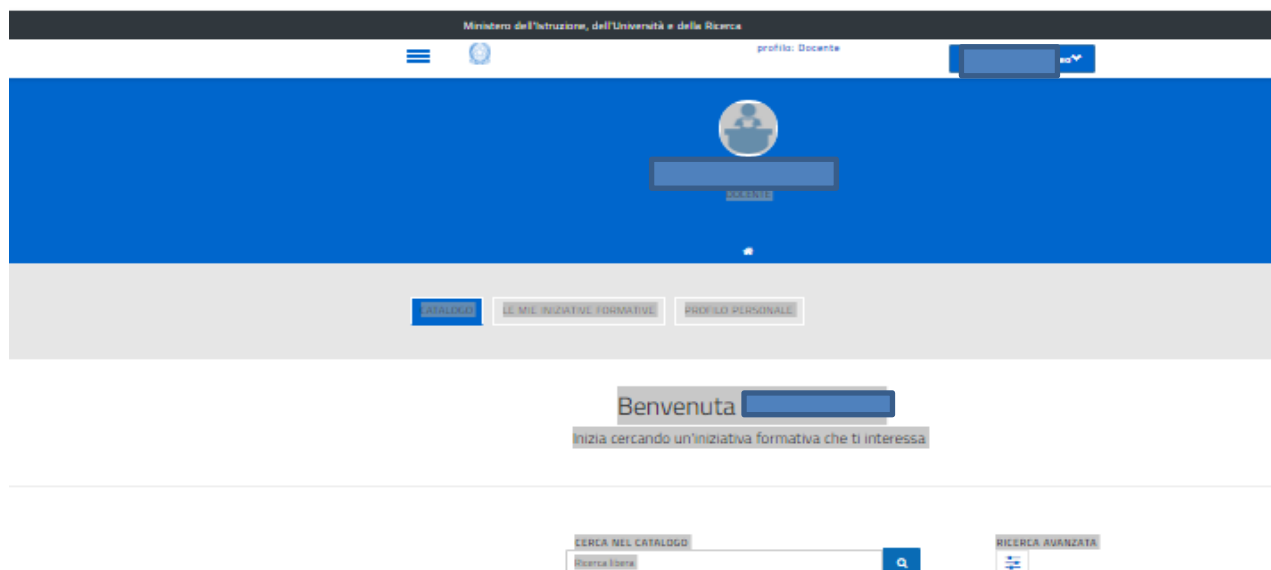 Ministero dell'Istruzione, dell'Università e della Ricerca
profilo: Docente
DOCENTE
CATALOGO
LE MIE INIZIATIVE FORMATIVE
PROFILO PERSONALE
Benvenuta
Inizia cercando un'iniziativa formativa che ti interessa
CERCA NEL CATALOGO
RICERCA AVANZATA
Ricerca libera